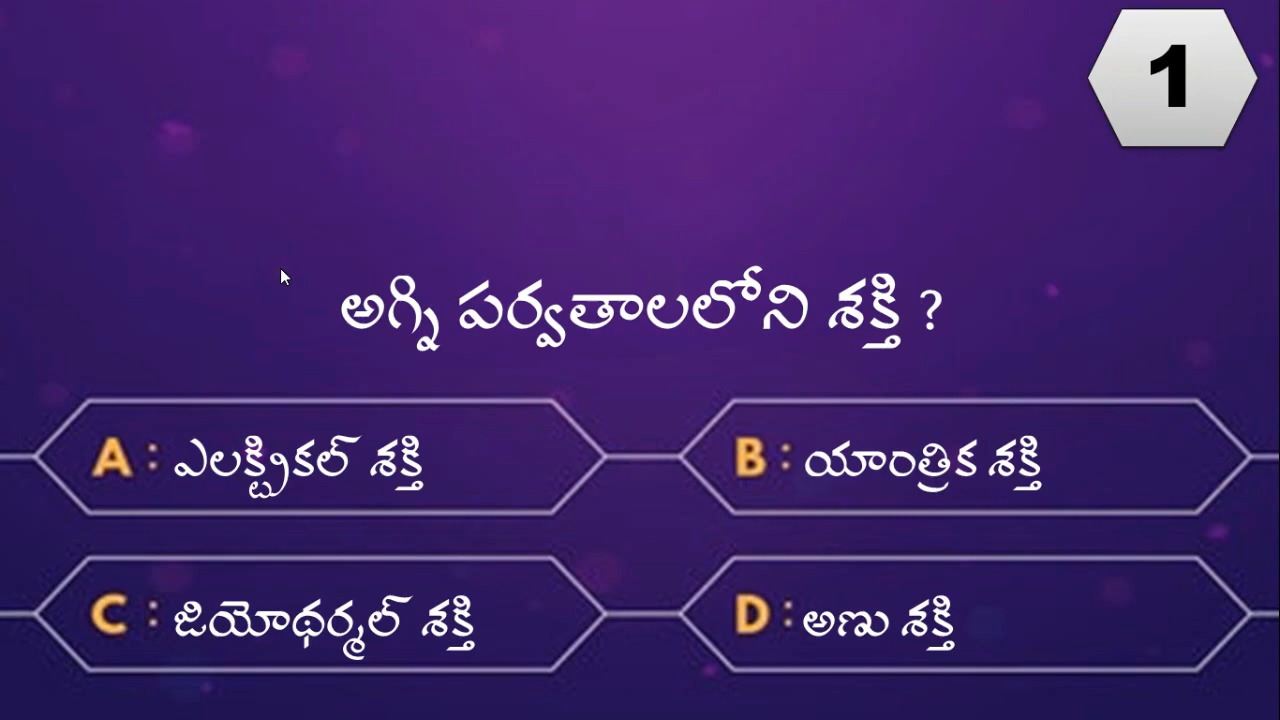 1
అగ్ని పర్వతాలలోని శక్తి ?
A : ఎలక్ట్రికల్ శక్తి
B : యాంత్రిక శక్తి
C : జియోథర్మల్ శక్తి
D : అణు శక్తి